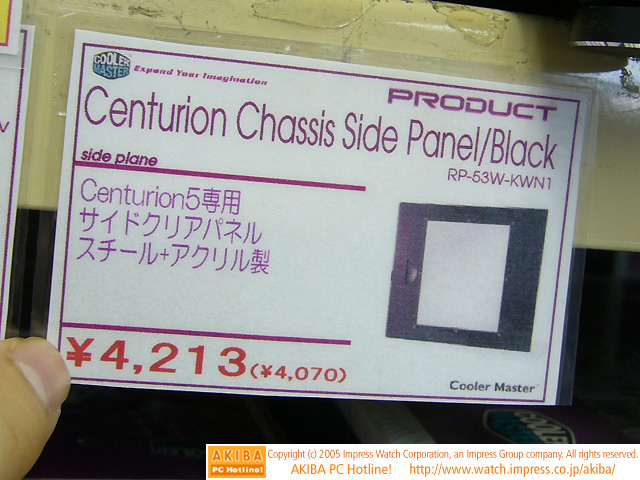 COOLER MASTER
Expand Your Imagination
PRODUCT
Centurion Chassis Side Panel/Black
RP-53W-KWN1
side plane
Centurion5専用
サイドクリアパネル
スチール+アクリル製
¥4,213(¥4,070)
Cooler Master
COOLER MASTER
AKIBA PC Hotline!
Copyright (c) 2005 Impress Watch Corporation, an Impress Group company. All rights reserved.
AKIBA PC Hotline! http://www.watch.impress.co.jp/akiba/